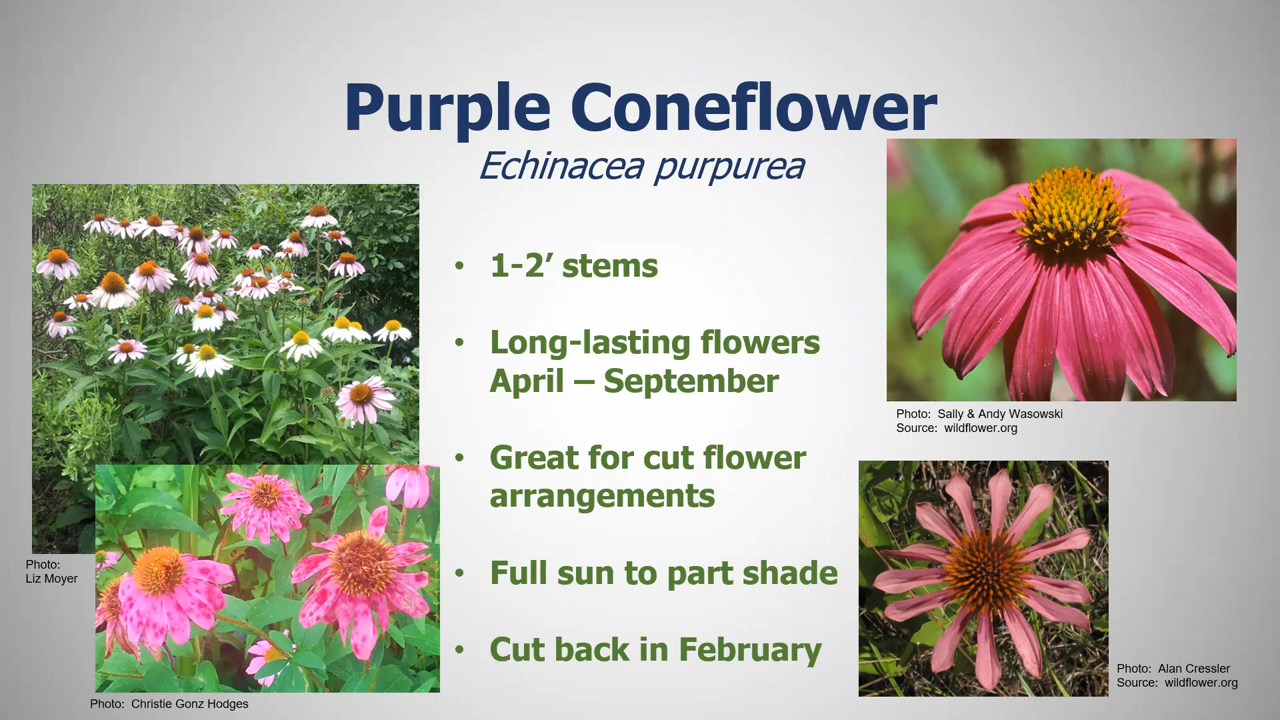 Purple Coneflower
Echinacea purpurea
• 1-2’ stems
• Long-lasting flowers
April – September
• Great for cut flower
arrangements
• Full sun to part shade
• Cut back in February
Photo:
Liz Moyer
Photo:  Christie Gonz Hodges
Photo:  Sally & Andy Wasowski
Source:  wildflower.org
Photo:  Alan Cressler
Source:  wildflower.org